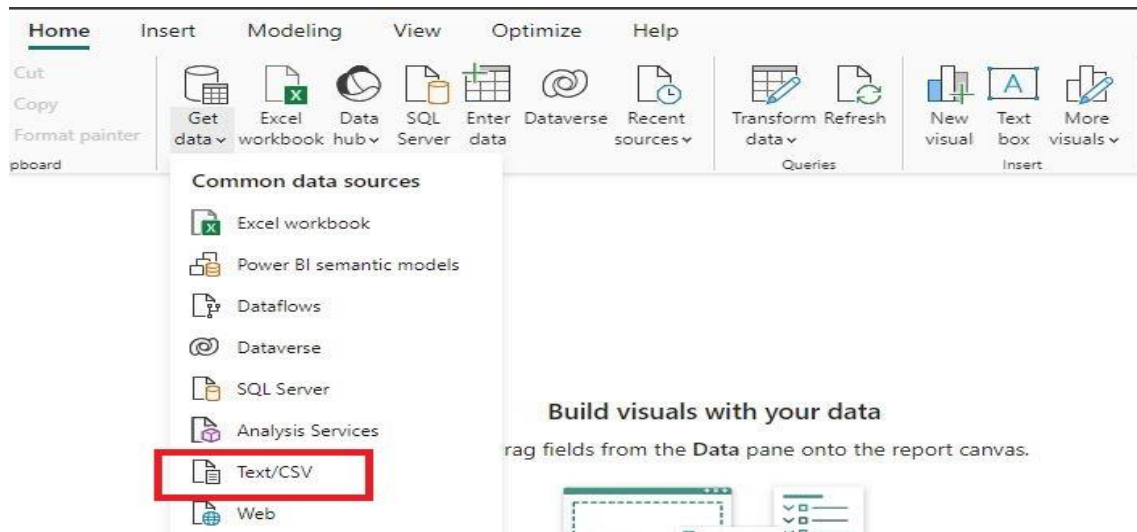 Home Insert Modeling View Optimize Help
Cut
Copy
Format painter
pboard
Get data
Excel workbook
Data hub
SQL Server
Enter data
Dataverse
Recent sources
Transform data
Refresh
Queries
New visual
Text box
More visuals
Insert
Common data sources
Excel workbook
Power BI semantic models
Dataflows
Dataverse
SQL Server
Analysis Services
Text/CSV
Web
Build visuals with your data
rag fields from the Data pane onto the report canvas.